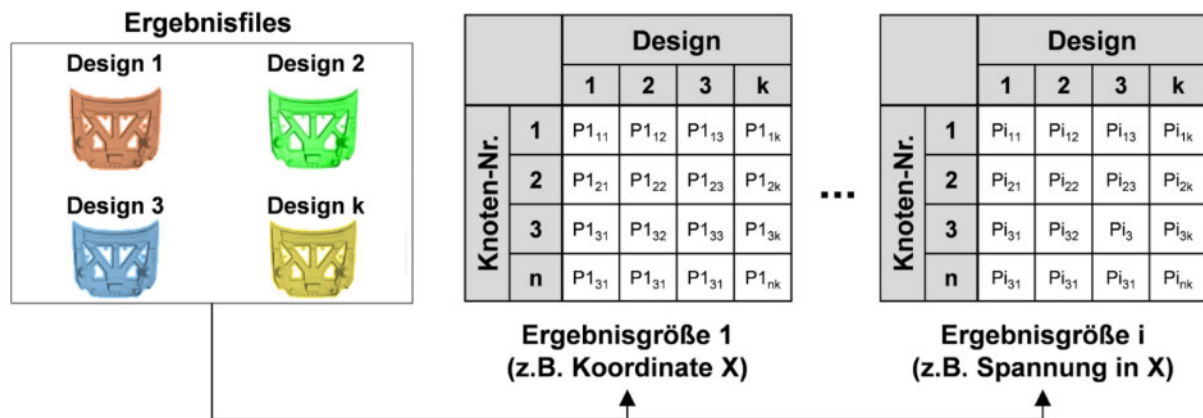 Ergebnisfiles
Design 1
Design 2
Design 3
Design k
Design
1 2 3 k
Knoten-Nr.
1 P1₁₁ P1₁₂ P1₁₃ P1₁ₖ
2 P1₂₁ P1₂₂ P1₂₃ P1₂ₖ
3 P1₃₁ P1₃₂ P1₃₃ P1₃ₖ
n P1₃₁ P1₃₁ P1₃₁ P1ₙₖ
Ergebnisgröße 1
(z.B. Koordinate X)
...
Design
1 2 3 k
Knoten-Nr.
1 Pi₁₁ Pi₁₂ Pi₁₃ Pi₁ₖ
2 Pi₂₁ Pi₂₂ Pi₂₃ Pi₂ₖ
3 Pi₃₁ Pi₃₂ Pi₃ Pi₃ₖ
n Pi₃₁ Pi₃₁ Pi₃₁ Piₙₖ
Ergebnisgröße i
(z.B. Spannung in X)